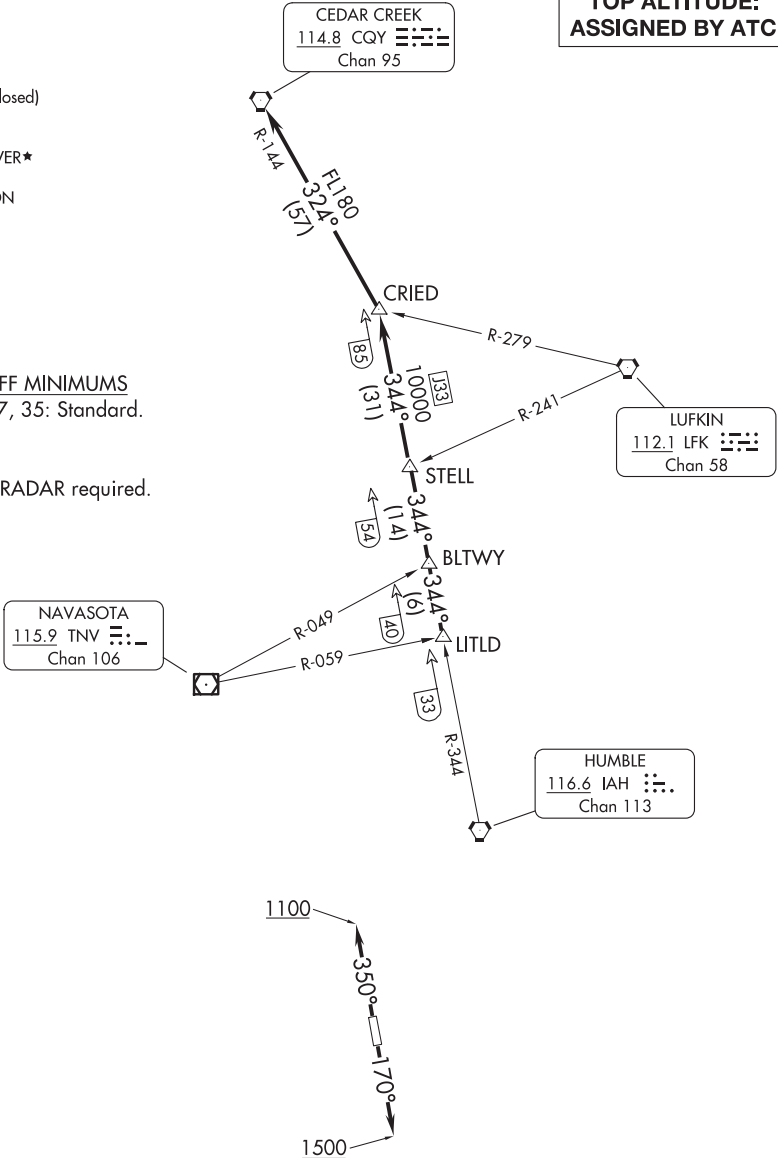 TOP ALTITUDE:
ASSIGNED BY ATC
CEDAR CREEK
114.8 CQY
Chan 95
losed)
VER★
ON
R-144
FL180
324°
(57)
CRIED
R-279
85
10000
344°
(31)
J33
R-241
LUFKIN
112.1 LFK
Chan 58
FF MINIMUMS
7, 35: Standard.
STELL
RADAR required.
344°
(14)
54
BLTWY
344°
(6)
40
NAVASOTA
115.9 TNV
Chan 106
R-049
R-059
LITLD
33
R-344
HUMBLE
116.6 IAH
Chan 113
1100
350°
170°
1500